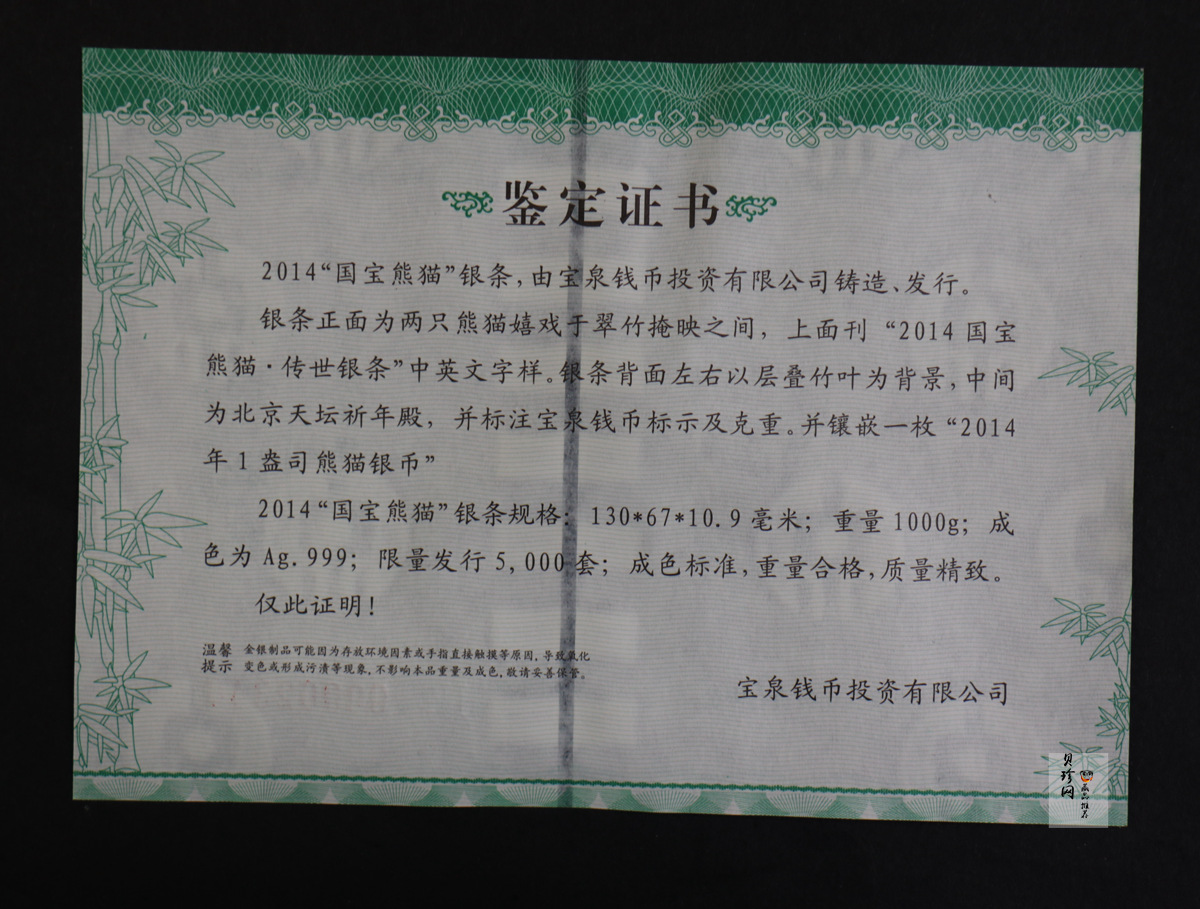 鉴定证书
2014“国宝熊猫”银条,由宝泉钱币投资有限公司铸造、发行。
银条正面为两只熊猫嬉戏于翠竹掩映之间，上面刊“2014国宝
熊猫·传世银条”中英文字样。银条背面左右以层叠竹叶为背景,中间
为北京天坛祈年殿，并标注宝泉钱币标示及克重。并镶嵌一枚“2014
年1盎司熊猫银币”
2014“国宝熊猫”银条规格：130*67*10.9毫米；重量1000g；成
色为Ag.999；限量发行5,000套；成色标准,重量合格,质量精致。
仅此证明！
温馨 金银制品可能因为存放环境因素或手指直接触摸等原因,导致氧化
提示 变色或形成污渍等现象,不影响本品重量及成色,敬请妥善保管。
宝泉钱币投资有限公司
贝珍网
藏品推荐